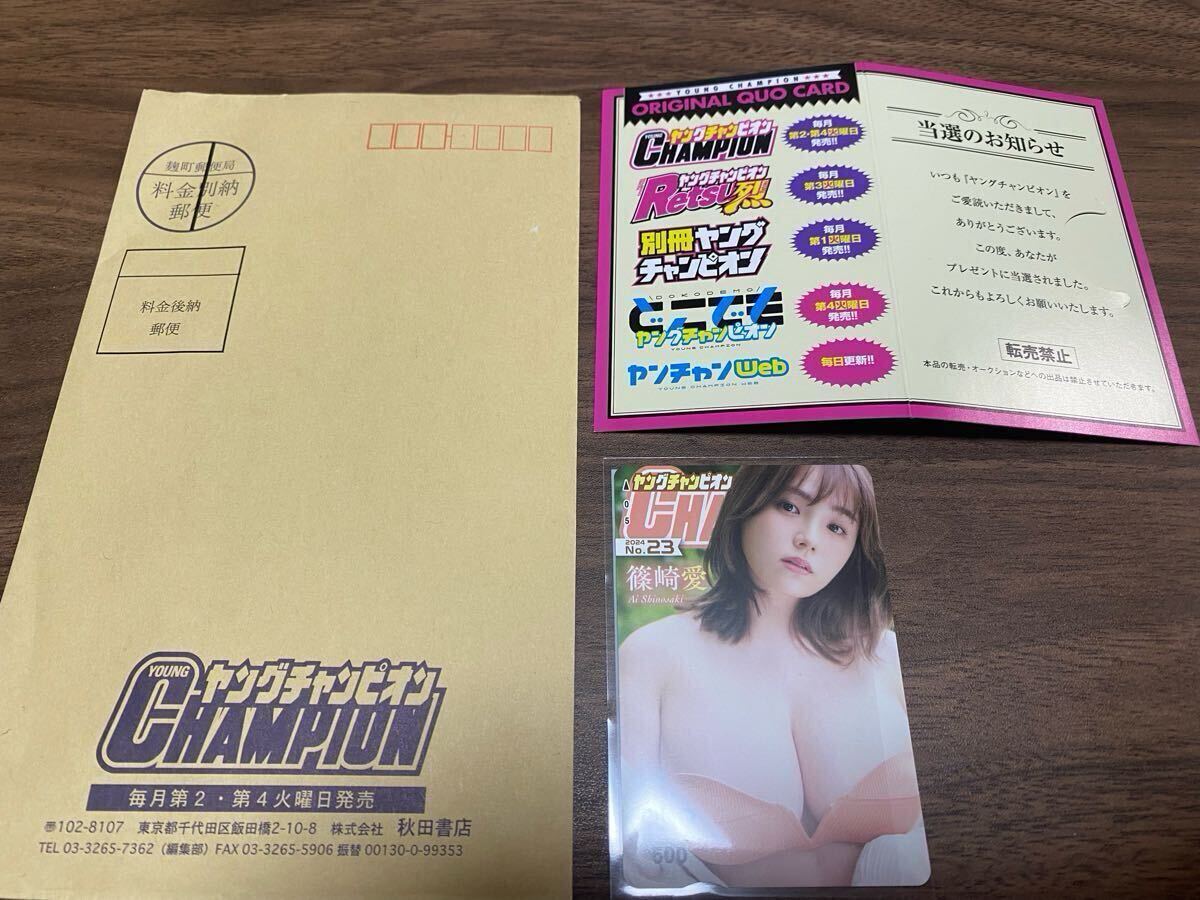 麹町郵便局
料金別納
郵便
料金後納
郵便
YOUNG
ヤングチャンピオン
CHAMPION
毎月第2・第4火曜日発売
〠102-8107 東京都千代田区飯田橋2-10-8 株式会社 秋田書店
TEL 03-3265-7362（編集部）FAX 03-3265-5906 振替 00130-0-99353
★★★ YOUNG CHAMPION ★★★
ORIGINAL QUO CARD
YOUNG
ヤングチャンピオン
CHAMPION
毎月
第2・第4火曜日
発売!!
ヤングチャンピオン
Retsu烈
毎月
第3火曜日
発売!!
別冊ヤング
チャンピオン
毎月
第1火曜日
発売!!
\DOKODEMO/
どこでも
ヤングチャンピオン
YOUNG CHAMPION
毎月
第4火曜日
発売!!
ヤンチャンWeb
YOUNG CHAMPION WEB
毎日更新!!
当選のお知らせ
いつも『ヤングチャンピオン』を
ご愛読いただきまして、
ありがとうございます。
この度、あなたが
プレゼントに当選されました。
これからもよろしくお願いいたします。
転売禁止
本品の転売・オークションなどへの出品は禁止させていただきます。
ヤングチャンピオン
CHA
▲05
2024
No.23
篠崎愛
Ai Shinozaki
500